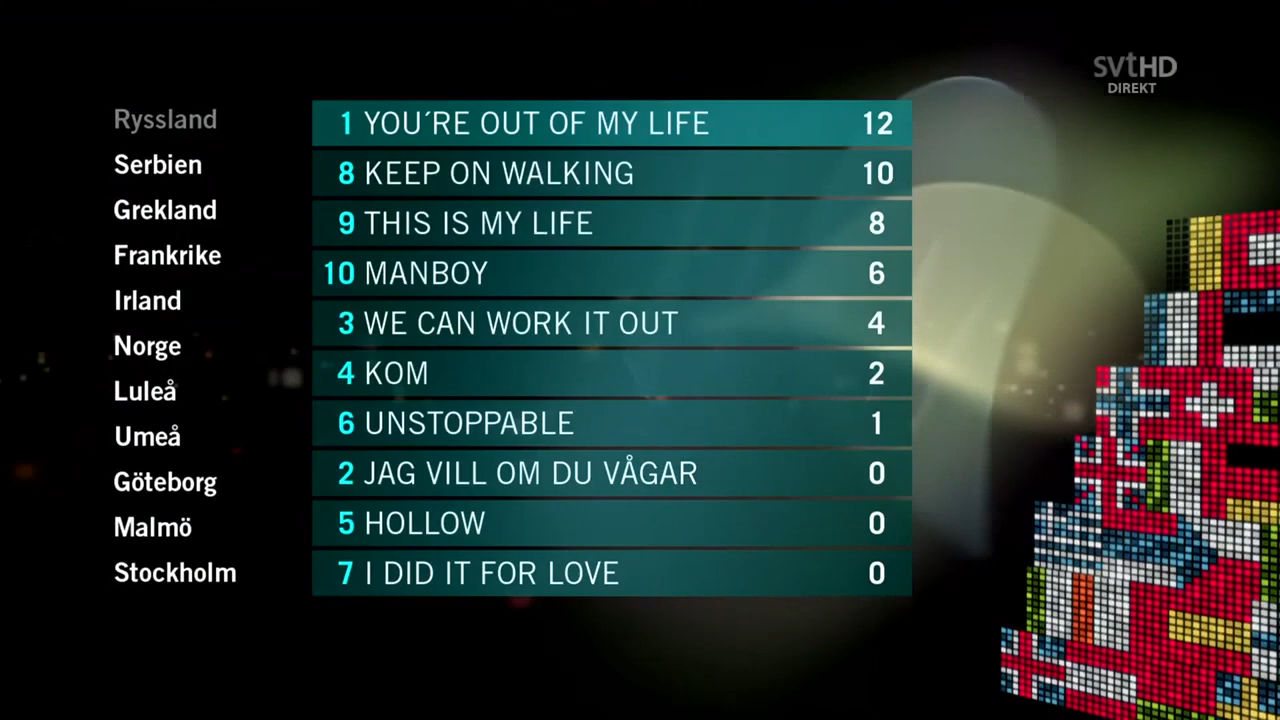 svtHD
DIREKT
Ryssland
Serbien
Grekland
Frankrike
Irland
Norge
Luleå
Umeå
Göteborg
Malmö
Stockholm
1 YOU´RE OUT OF MY LIFE 12
8 KEEP ON WALKING 10
9 THIS IS MY LIFE 8
10 MANBOY 6
3 WE CAN WORK IT OUT 4
4 KOM 2
6 UNSTOPPABLE 1
2 JAG VILL OM DU VÅGAR 0
5 HOLLOW 0
7 I DID IT FOR LOVE 0